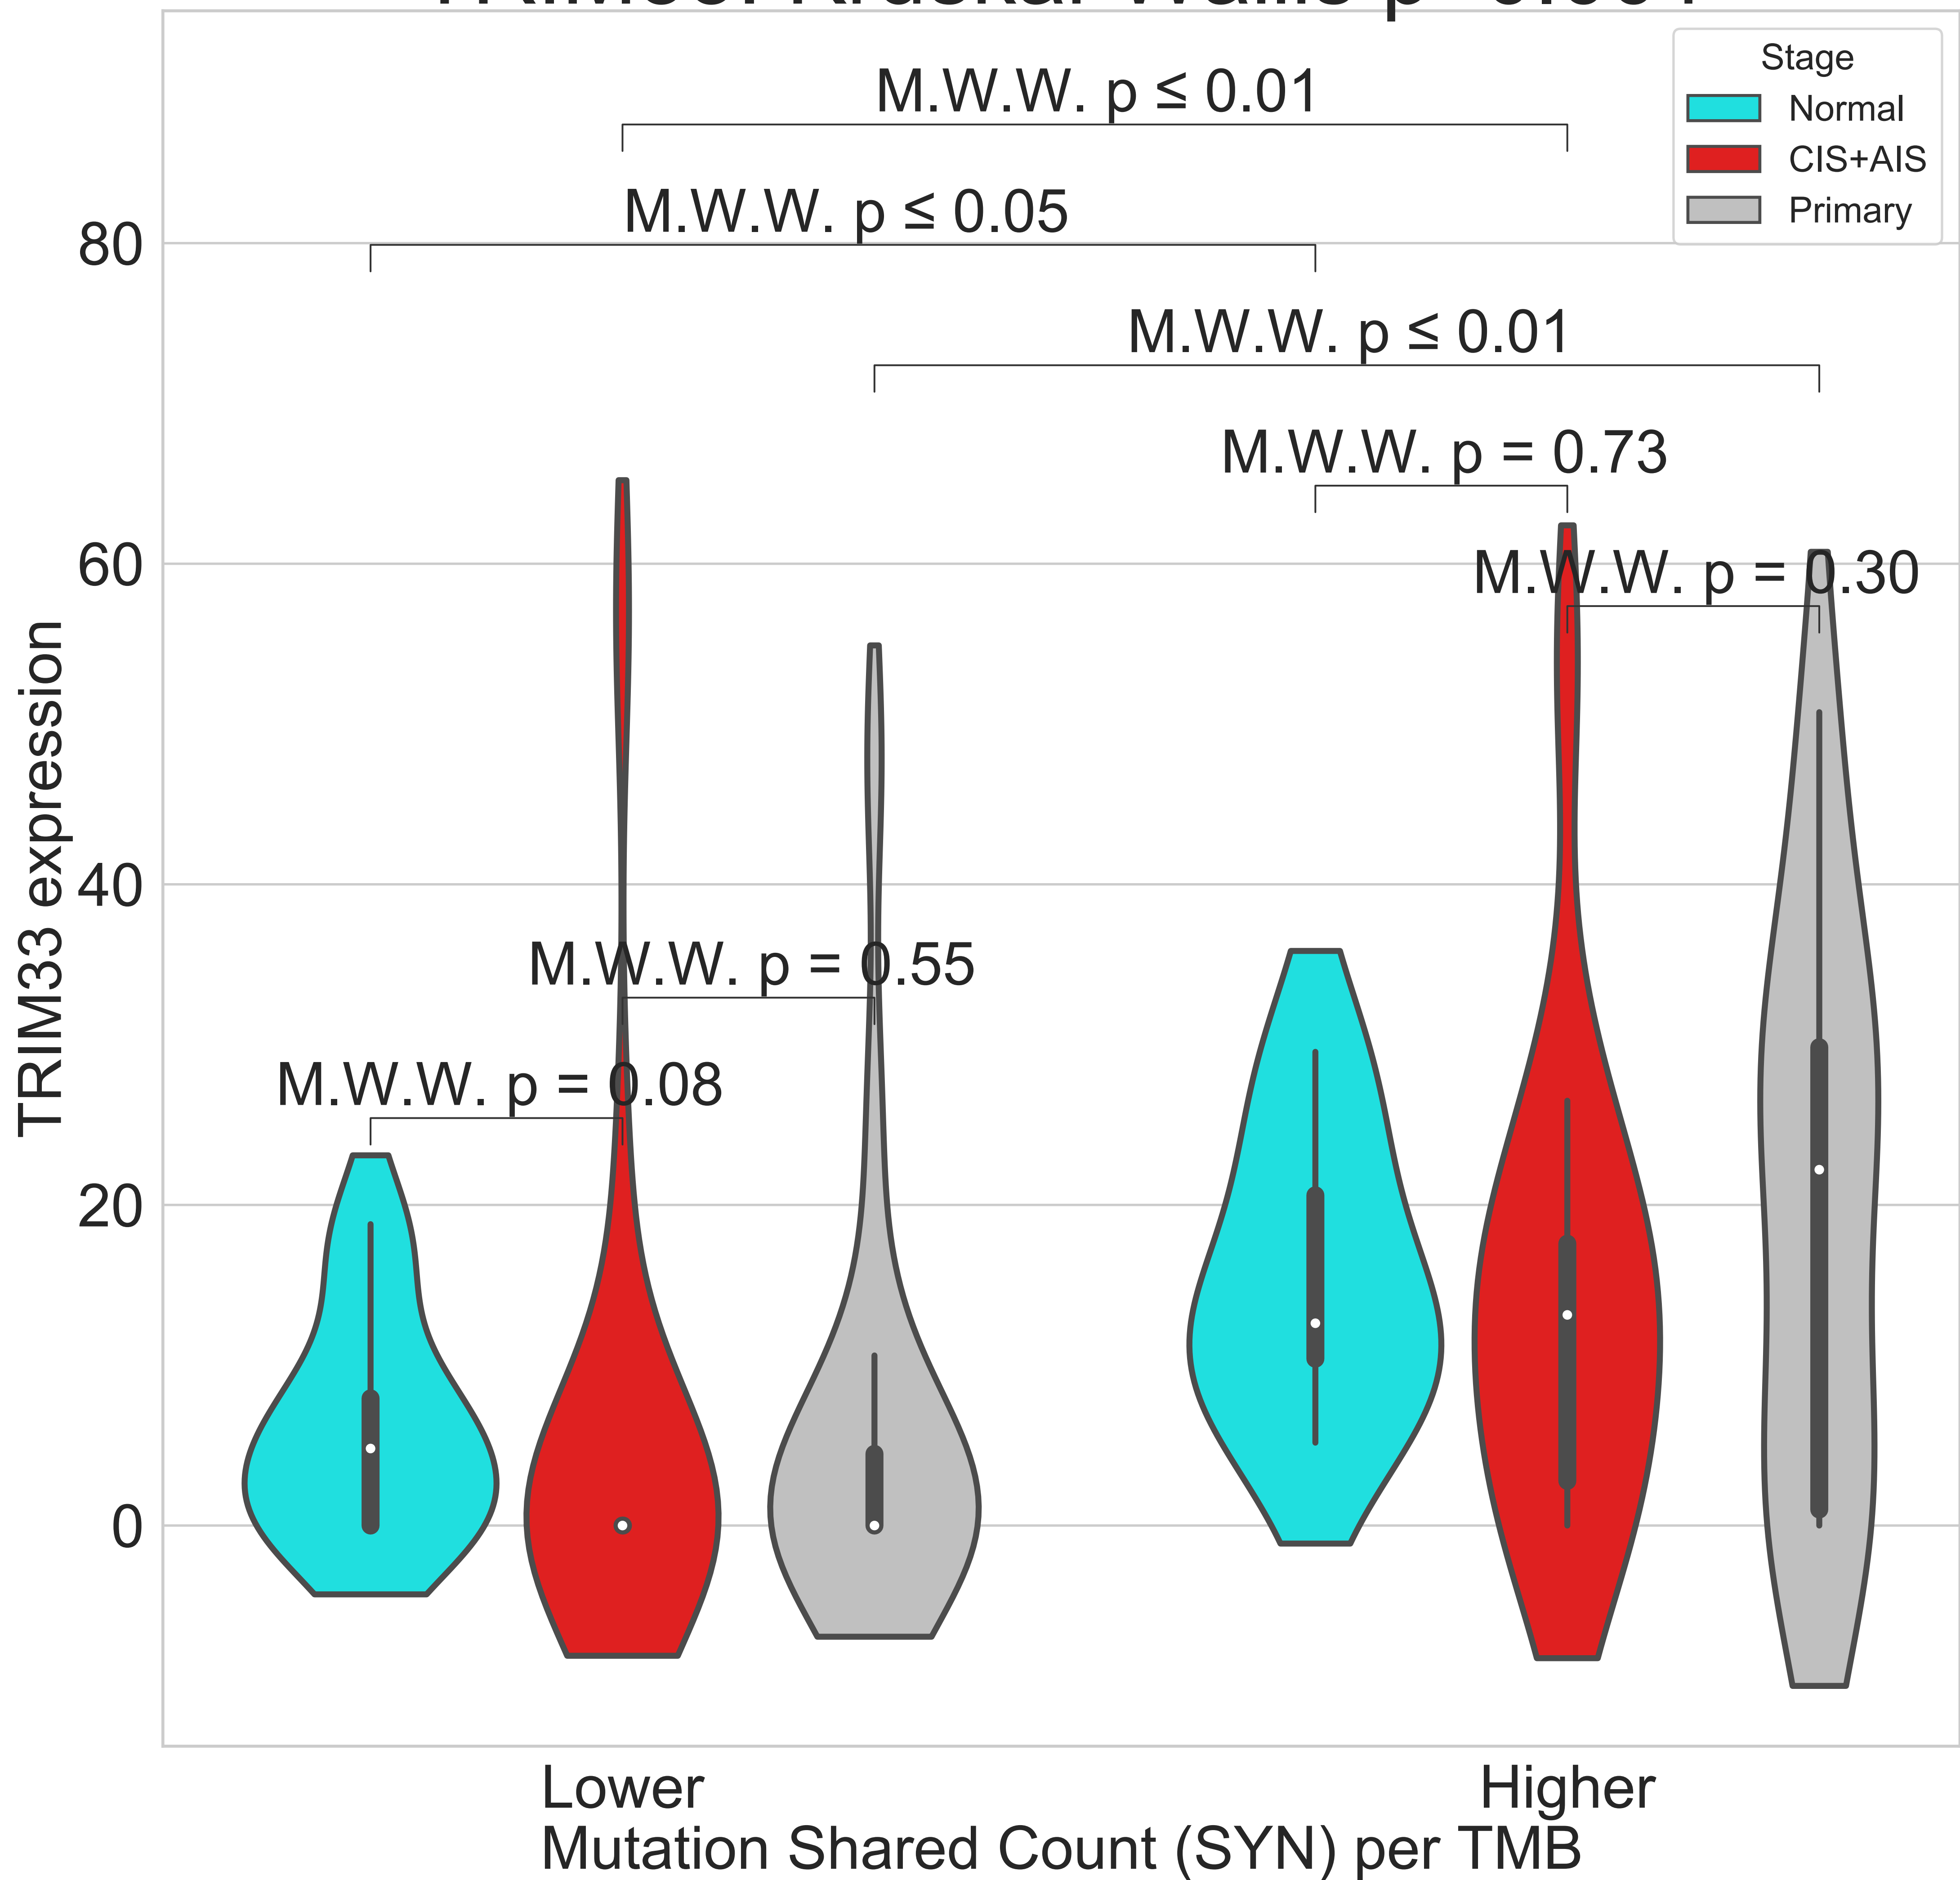 Stage
Normal
CIS+AIS
Primary
M.W.W. p ≤ 0.01
M.W.W. p ≤ 0.05
M.W.W. p ≤ 0.01
M.W.W. p = 0.73
M.W.W. p = 0.30
M.W.W. p = 0.55
M.W.W. p = 0.08
TRIM33 expression
80
60
40
20
0
Lower
Higher
Mutation Shared Count (SYN) per TMB